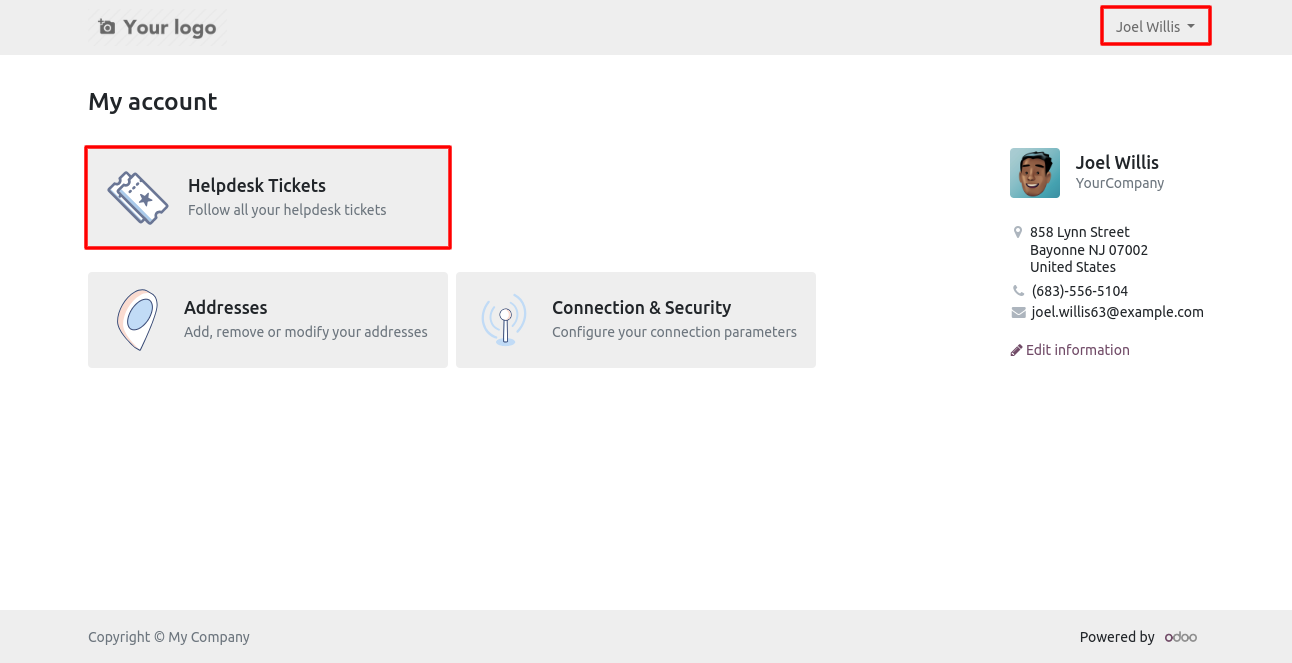 Your logo
Joel Willis
My account
Helpdesk Tickets
Follow all your helpdesk tickets
Addresses
Add, remove or modify your addresses
Connection & Security
Configure your connection parameters
Joel Willis
YourCompany
858 Lynn Street
Bayonne NJ 07002
United States
(683)-556-5104
joel.willis63@example.com
Edit information
Copyright © My Company
Powered by odoo